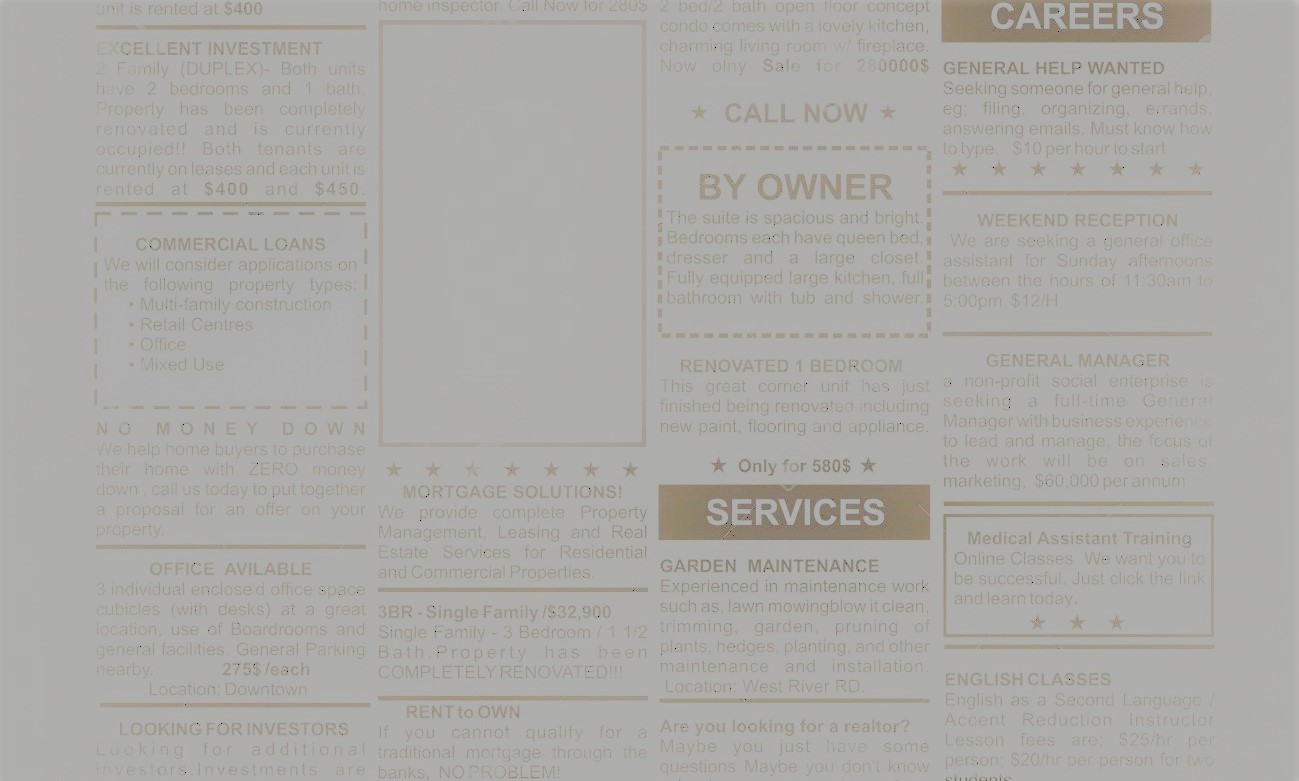 unit is rented at $400
EXCELLENT INVESTMENT
2 Family (DUPLEX)- Both units
have 2 bedrooms and 1 bath.
Property has been completely
renovated and is currently
occupied!! Both tenants are
currently on leases and each unit is
rented at $400 and $450.
COMMERCIAL LOANS
We will consider applications on
the following property types:
• Multi-family construction
• Retail Centres
• Office
• Mixed Use
NO MONEY DOWN
We help home buyers to purchase
their home with ZERO money
down , call us today to put together
a proposal for an offer on your
property.
OFFICE AVILABLE
3 individual enclosed office space
cubicles (with desks) at a great
location, use of Boardrooms and
general facilities. General Parking
nearby. 275$ /each
Location: Downtown
LOOKING FOR INVESTORS
Looking for additional
investors.Investments are
home inspector. Call Now for 280$
★ ★ ★ ★ ★ ★ ★
MORTGAGE SOLUTIONS!
We provide complete Property
Management, Leasing and Real
Estate Services for Residential
and Commercial Properties.
3BR - Single Family /$32,900
Single Family - 3 Bedroom / 1 1/2
Bath.Property has been
COMPLETELY RENOVATED!!!
RENT to OWN
If you cannot qualify for a
traditional mortgage through the
banks, NO PROBLEM!
2 bed/2 bath open floor concept
condo comes with a lovely kitchen,
charming living room w/ fireplace.
Now olny Sale for 280000$
★ CALL NOW ★
BY OWNER
The suite is spacious and bright.
Bedrooms each have queen bed,
dresser and a large closet.
Fully equipped large kitchen, full
bathroom with tub and shower.
RENOVATED 1 BEDROOM
This great corner unit has just
finished being renovated including
new paint, flooring and appliance.
★ Only for 580$ ★
SERVICES
GARDEN MAINTENANCE
Experienced in maintenance work
such as, lawn mowingblow it clean,
trimming, garden, pruning of
plants, hedges, planting, and other
maintenance and installation.
Location: West River RD.
Are you looking for a realtor?
Maybe you just have some
questions Maybe you don't know
CAREERS
GENERAL HELP WANTED
Seeking someone for general help,
eg; filing, organizing, errands,
answering emails. Must know how
to type. $10 per hour to start
★ ★ ★ ★ ★ ★ ★
WEEKEND RECEPTION
We are seeking a general office
assistant for Sunday afternoons
between the hours of 11:30am to
5:00pm. $12/H
GENERAL MANAGER
a non-profit social enterprise is
seeking a full-time General
Manager with business experience
to lead and manage, the focus of
the work will be on sales,
marketing, $60,000 per annum
Medical Assistant Training
Online Classes We want you to
be successful. Just click the link
and learn today.
★ ★ ★
ENGLISH CLASSES
English as a Second Language /
Accent Reduction Instructor
Lesson fees are; $25/hr per
person; $20/hr per person for two
students